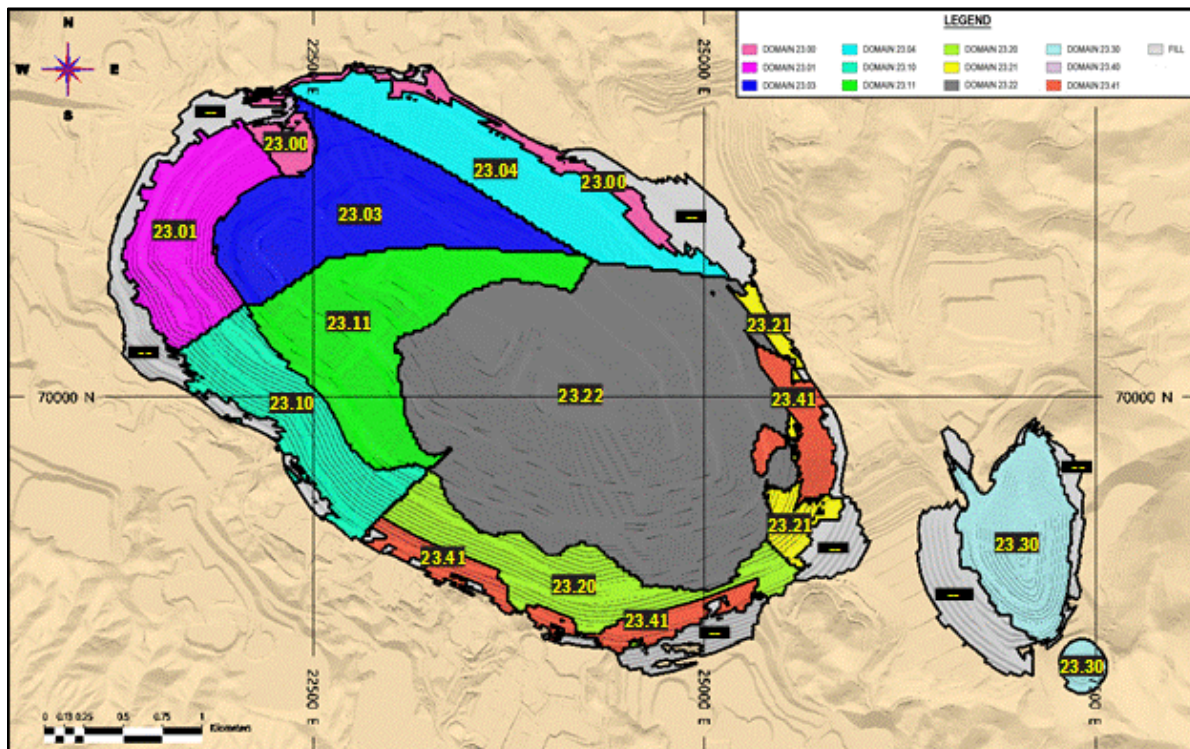 LEGEND
DOMAIN 23.00
DOMAIN 23.04
DOMAIN 23.20
DOMAIN 23.30
FILL
DOMAIN 23.01
DOMAIN 23.10
DOMAIN 23.21
DOMAIN 23.40
DOMAIN 23.03
DOMAIN 23.11
DOMAIN 23.22
DOMAIN 23.41
N
W E
S
22500 E
25000 E
--
23.00
23.04
23.00
23.03
--
23.01
23.11
23.21
--
70000 N
23.10
23.22
23.41
70000 N
--
23.21
23.41
--
23.30
23.20
--
23.41
--
23.30
22500 E
25000 E
0 0.13 0.25 0.5 0.75 1
Kilometers